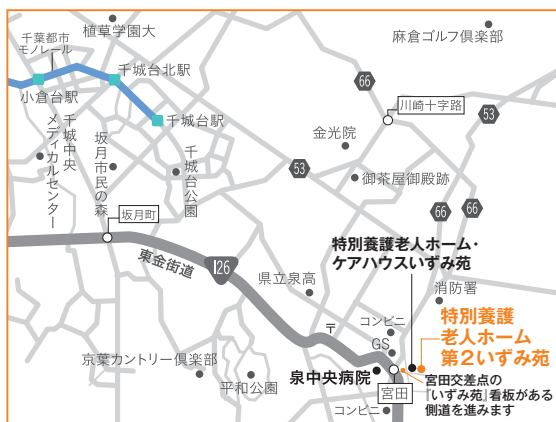 植草学園大
千葉都市
モノレール
千城台北駅
小倉台駅
千城台駅
麻倉ゴルフ倶楽部
66
川崎十字路
53
金光院
53
御茶屋御殿跡
66
66
千城中央
メディカルセンター
坂月市民の森
千城台公園
坂月町
東金街道
126
特別養護老人ホーム・
ケアハウスいずみ苑
県立泉高
消防署
〒
コンビニ
GS
特別養護
老人ホーム
第2いずみ苑
京葉カントリー倶楽部
平和公園
泉中央病院
宮田
コンビニ
宮田交差点の
「いずみ苑」看板がある
側道を進みます